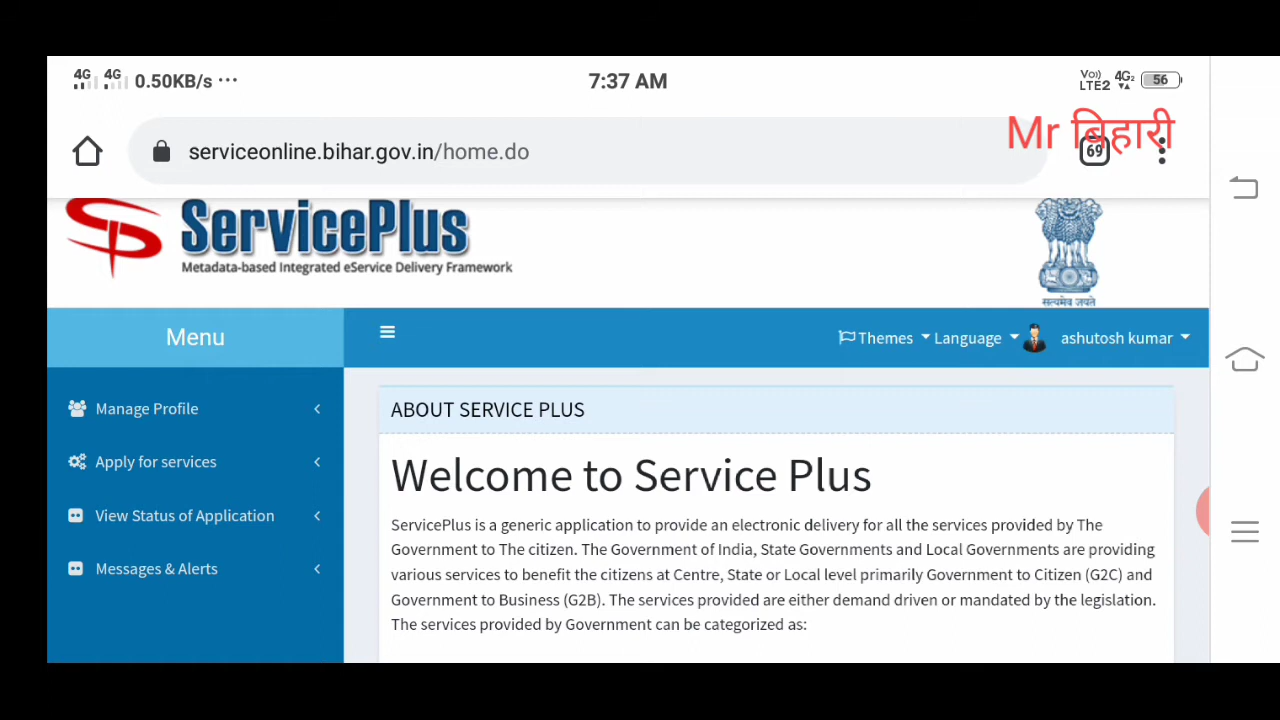 4G 4G 0.50KB/s ... 7:37 AM Vo) LTE2 4G2 56
Mr बिहारी
serviceonline.bihar.gov.in/home.do 69
ServicePlus
Metadata-based Integrated eService Delivery Framework
सत्यमेव जयते
Menu Themes Language ashutosh kumar
Manage Profile
Apply for services
View Status of Application
Messages & Alerts
ABOUT SERVICE PLUS
Welcome to Service Plus
ServicePlus is a generic application to provide an electronic delivery for all the services provided by The
Government to The citizen. The Government of India, State Governments and Local Governments are providing
various services to benefit the citizens at Centre, State or Local level primarily Government to Citizen (G2C) and
Government to Business (G2B). The services provided are either demand driven or mandated by the legislation.
The services provided by Government can be categorized as: